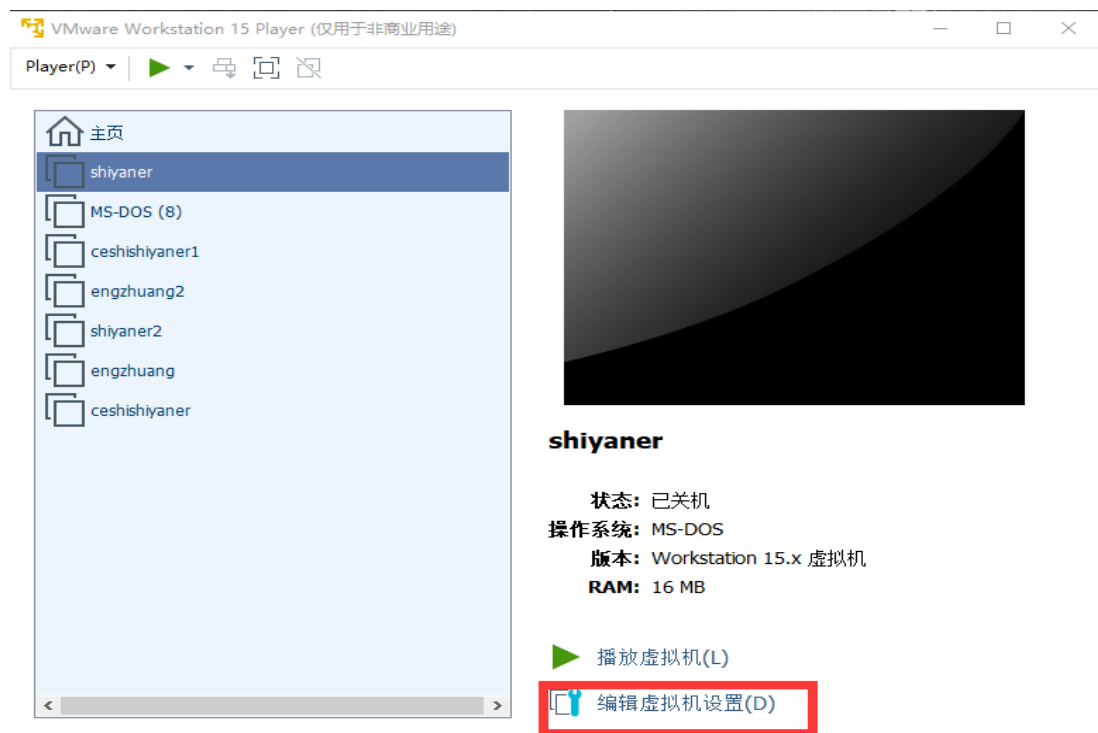 VMware Workstation 15 Player (仅用于非商业用途)
Player(P)
主页
shiyaner
MS-DOS (8)
ceshishiyaner1
engzhuang2
shiyaner2
engzhuang
ceshishiyaner
shiyaner
状态: 已关机
操作系统: MS-DOS
版本: Workstation 15.x 虚拟机
RAM: 16 MB
播放虚拟机(L)
编辑虚拟机设置(D)